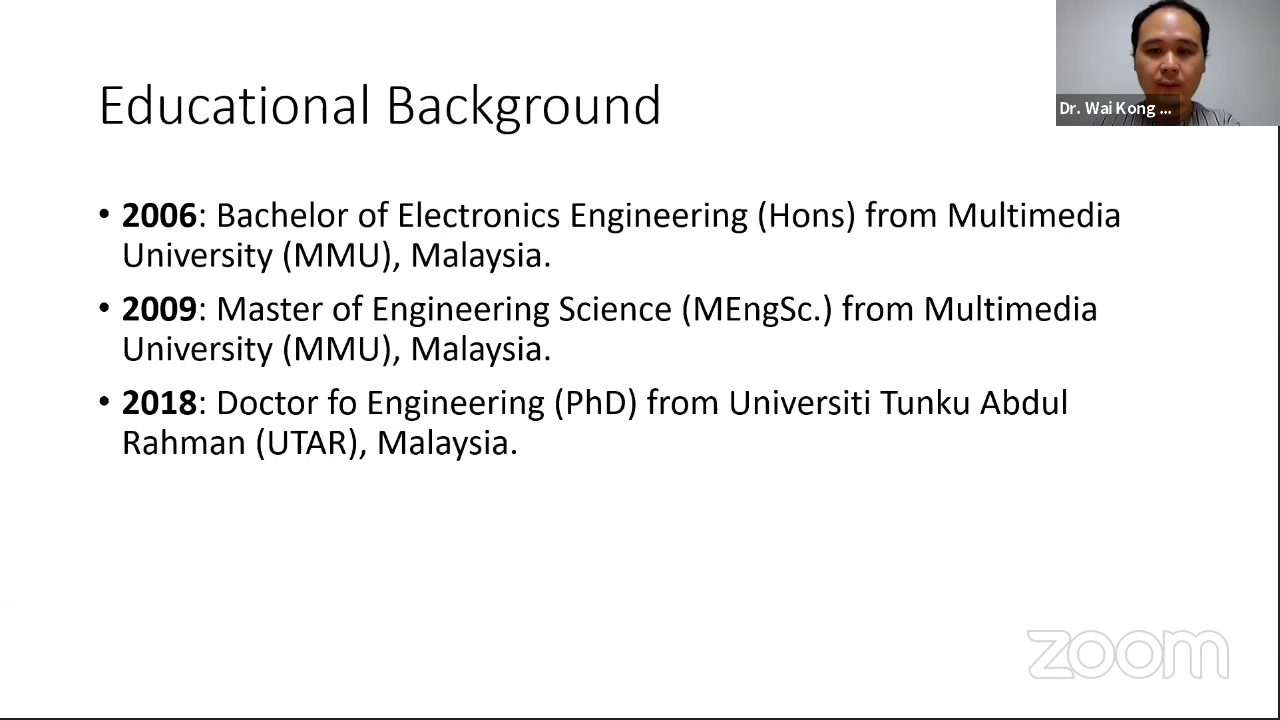 Educational Background
Dr. Wai Kong ...
• 2006: Bachelor of Electronics Engineering (Hons) from Multimedia
University (MMU), Malaysia.
• 2009: Master of Engineering Science (MEngSc.) from Multimedia
University (MMU), Malaysia.
• 2018: Doctor fo Engineering (PhD) from Universiti Tunku Abdul
Rahman (UTAR), Malaysia.
zoom